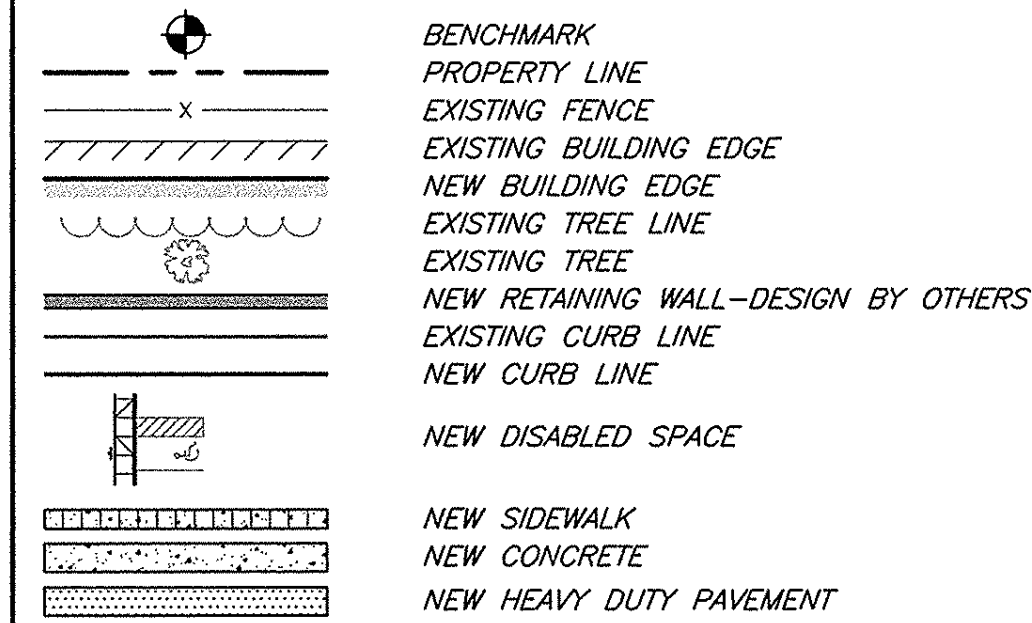 BENCHMARK
PROPERTY LINE
X EXISTING FENCE
EXISTING BUILDING EDGE
NEW BUILDING EDGE
EXISTING TREE LINE
EXISTING TREE
NEW RETAINING WALL-DESIGN BY OTHERS
EXISTING CURB LINE
NEW CURB LINE
NEW DISABLED SPACE
NEW SIDEWALK
NEW CONCRETE
NEW HEAVY DUTY PAVEMENT